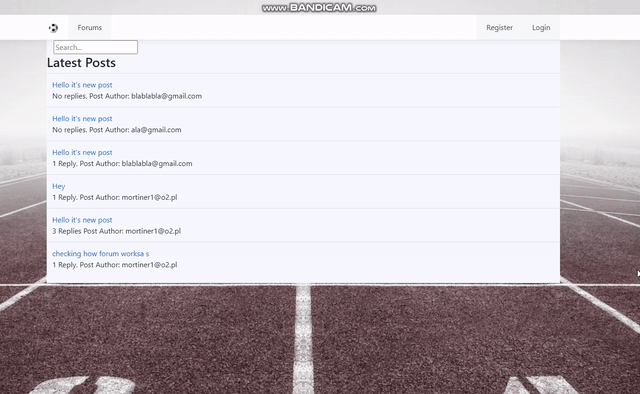 www.BANDICAM.com
Forums
Register
Login
Search...
Latest Posts
Hello it's new post
No replies. Post Author: blablabla@gmail.com
Hello it's new post
No replies. Post Author: ala@gmail.com
Hello it's new post
1 Reply. Post Author: blablabla@gmail.com
Hey
1 Reply. Post Author: mortiner1@o2.pl
Hello it's new post
3 Replies Post Author: mortiner1@o2.pl
checking how forum worksa s
1 Reply. Post Author: mortiner1@o2.pl